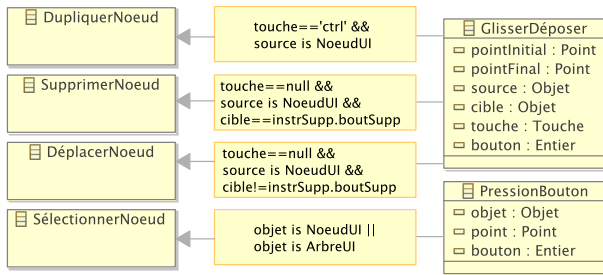 DupliquerNoeud
touche=='ctrl' &&
source is NoeudUI
SupprimerNoeud
touche==null &&
source is NoeudUI &&
cible==instrSupp.boutSupp
DéplacerNoeud
touche==null &&
source is NoeudUI &&
cible!=instrSupp.boutSupp
GlisserDéposer
pointInitial : Point
pointFinal : Point
source : Objet
cible : Objet
touche : Touche
bouton : Entier
SélectionnerNoeud
objet is NoeudUI ||
objet is ArbreUI
PressionBouton
objet : Objet
point : Point
bouton : Entier